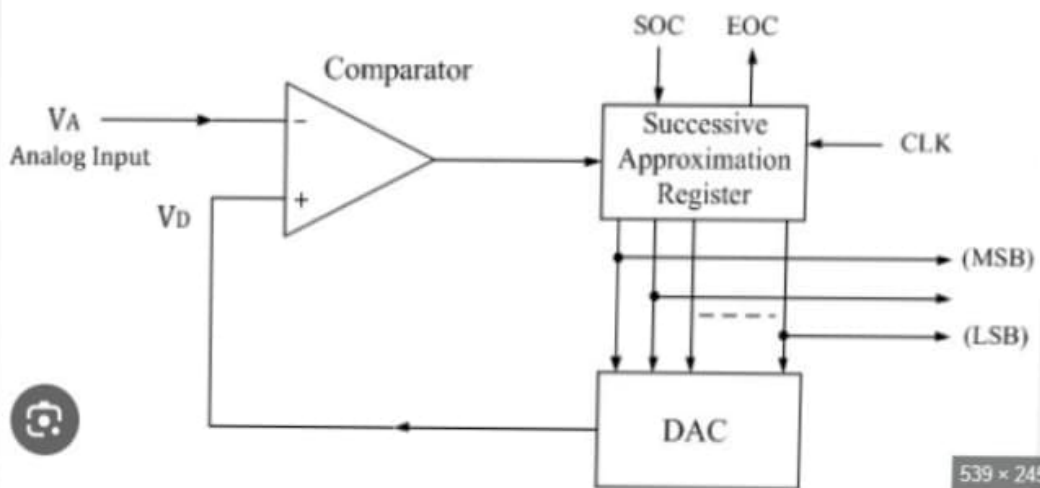 SOC EOC
Comparator
VA
Analog Input
−
+
VD
Successive
Approximation
Register
CLK
(MSB)
(LSB)
DAC
539 × 245